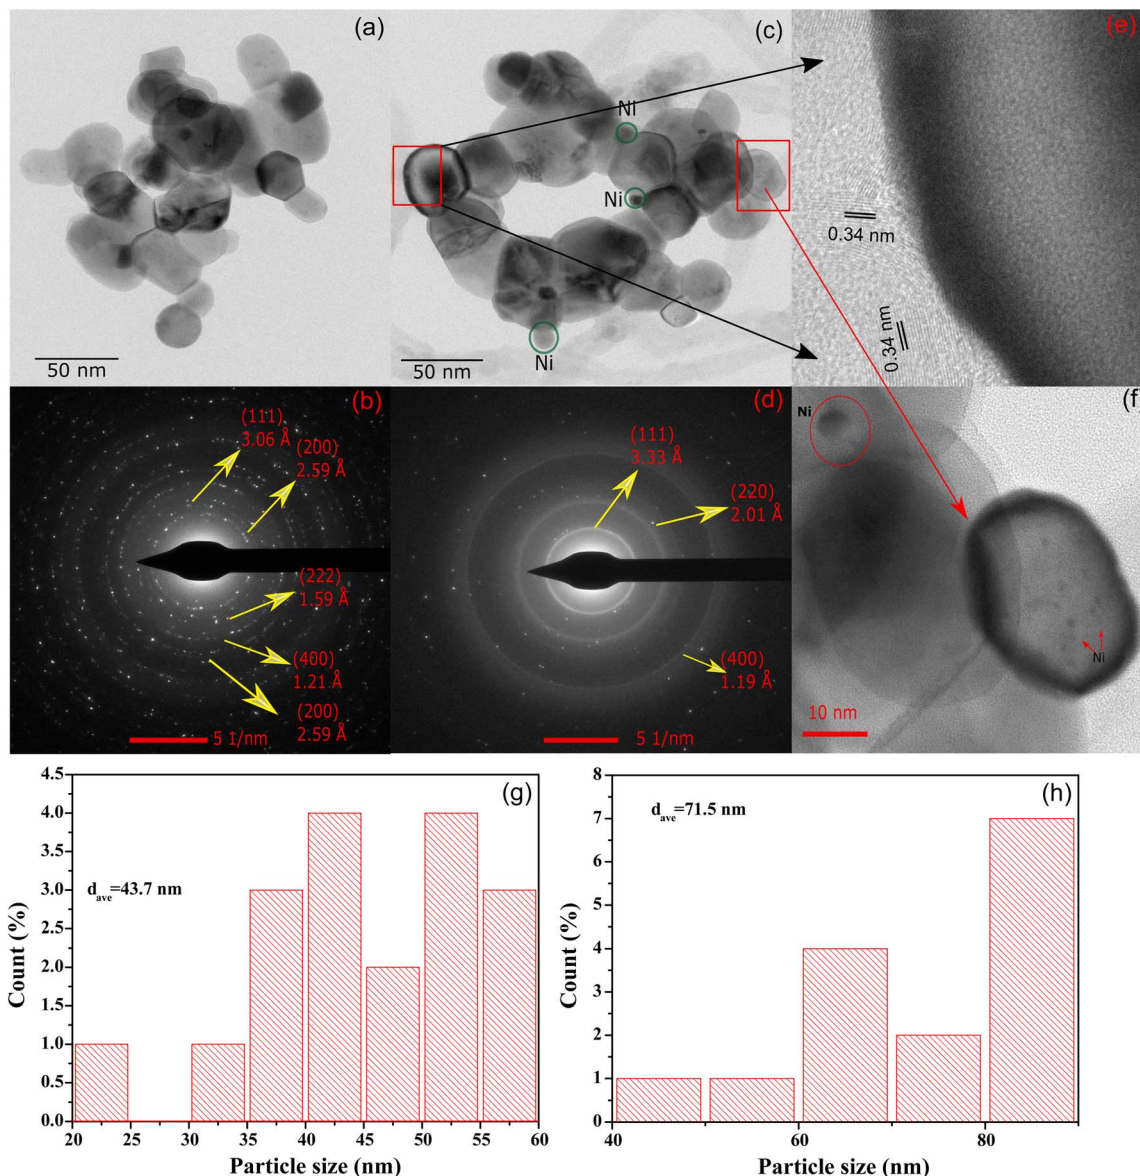 (a)
50 nm
(c)
Ni
Ni
Ni
50 nm
(e)
0.34 nm
0.34 nm
(b)
(111)
3.06 Å
(200)
2.59 Å
(222)
1.59 Å
(400)
1.21 Å
(200)
2.59 Å
5 1/nm
(d)
(111)
3.33 Å
(220)
2.01 Å
(400)
1.19 Å
5 1/nm
(f)
Ni
Ni
10 nm
(g)
d_ave=43.7 nm
Count (%)
4.5
4.0
3.5
3.0
2.5
2.0
1.5
1.0
0.5
0.0
20 25 30 35 40 45 50 55 60
Particle size (nm)
(h)
d_ave=71.5 nm
Count (%)
8
7
6
5
4
3
2
1
0
40 60 80
Particle size (nm)